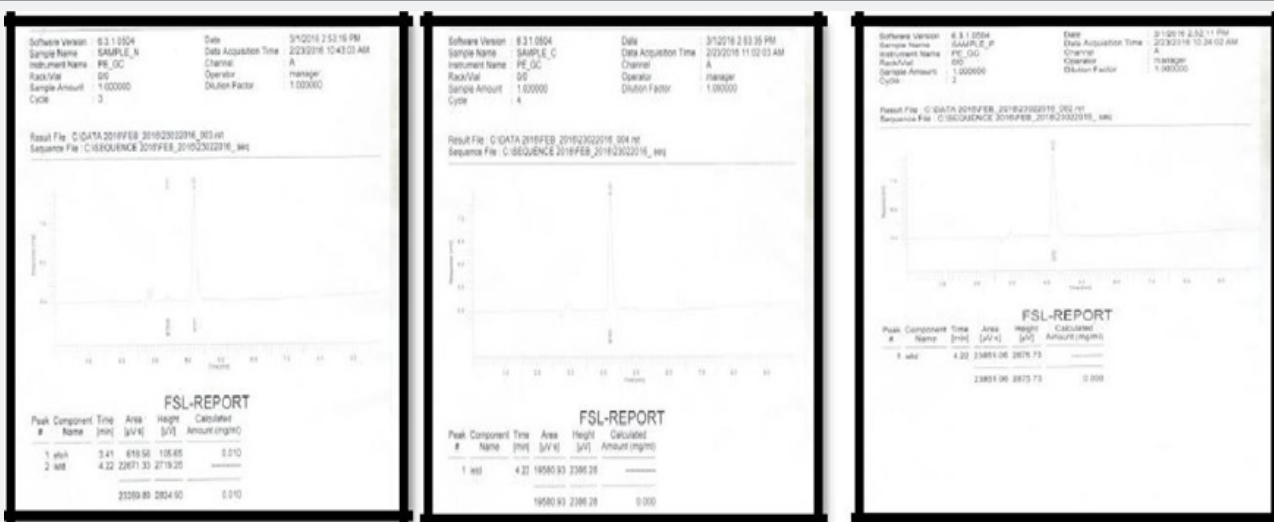 Software Version : 6.3.1.0504 Date : 3/1/2016 2:53:16 PM
Sample Name : SAMPLE_N Data Acquisition Time : 2/23/2016 10:43:03 AM
Instrument Name : PE_GC Channel : A
Rack/Vial : 0/0 Operator : manager
Sample Amount : 1.000000 Dilution Factor : 1.000000
Cycle : 3
Result File : C:\DATA 2016\FEB_2016\23022016_003.rst
Sequence File : C:\SEQUENCE 2016\FEB_2016\23022016_.seq
FSL-REPORT
Peak Component Time Area Height Calculated
# Name [min] [µV·s] [µV] Amount (mg/ml)
1 etoh 3.41 618.56 105.65 0.010
2 istd 4.22 22671.33 2719.25 ----------
23289.89 2824.90 0.010
Software Version : 6.3.1.0504 Date : 3/1/2016 2:53:35 PM
Sample Name : SAMPLE_C Data Acquisition Time : 2/23/2016 11:02:03 AM
Instrument Name : PE_GC Channel : A
Rack/Vial : 0/0 Operator : manager
Sample Amount : 1.000000 Dilution Factor : 1.000000
Cycle : 4
Result File : C:\DATA 2016\FEB_2016\23022016_004.rst
Sequence File : C:\SEQUENCE 2016\FEB_2016\23022016_.seq
FSL-REPORT
Peak Component Time Area Height Calculated
# Name [min] [µV·s] [µV] Amount (mg/ml)
1 istd 4.22 19580.93 2386.28 ----------
19580.93 2386.28 0.000
Software Version : 6.3.1.0504 Date : 3/1/2016 2:52:11 PM
Sample Name : SAMPLE_P Data Acquisition Time : 2/23/2016 10:24:02 AM
Instrument Name : PE_GC Channel : A
Rack/Vial : 0/0 Operator : manager
Sample Amount : 1.000000 Dilution Factor : 1.000000
Cycle : 2
Result File : C:\DATA 2016\FEB_2016\23022016_002.rst
Sequence File : C:\SEQUENCE 2016\FEB_2016\23022016_.seq
FSL-REPORT
Peak Component Time Area Height Calculated
# Name [min] [µV·s] [µV] Amount (mg/ml)
1 istd 4.22 23851.06 2875.73 ----------
23851.06 2875.73 0.000